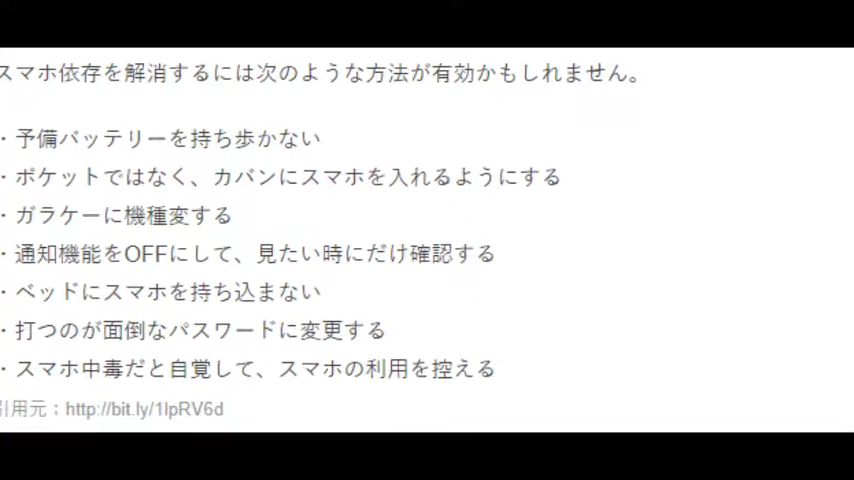 スマホ依存を解消するには次のような方法が有効かもしれません。
・予備バッテリーを持ち歩かない
・ポケットではなく、カバンにスマホを入れるようにする
・ガラケーに機種変する
・通知機能をOFFにして、見たい時にだけ確認する
・ベッドにスマホを持ち込まない
・打つのが面倒なパスワードに変更する
・スマホ中毒だと自覚して、スマホの利用を控える
引用元；http://bit.ly/1lpRV6d